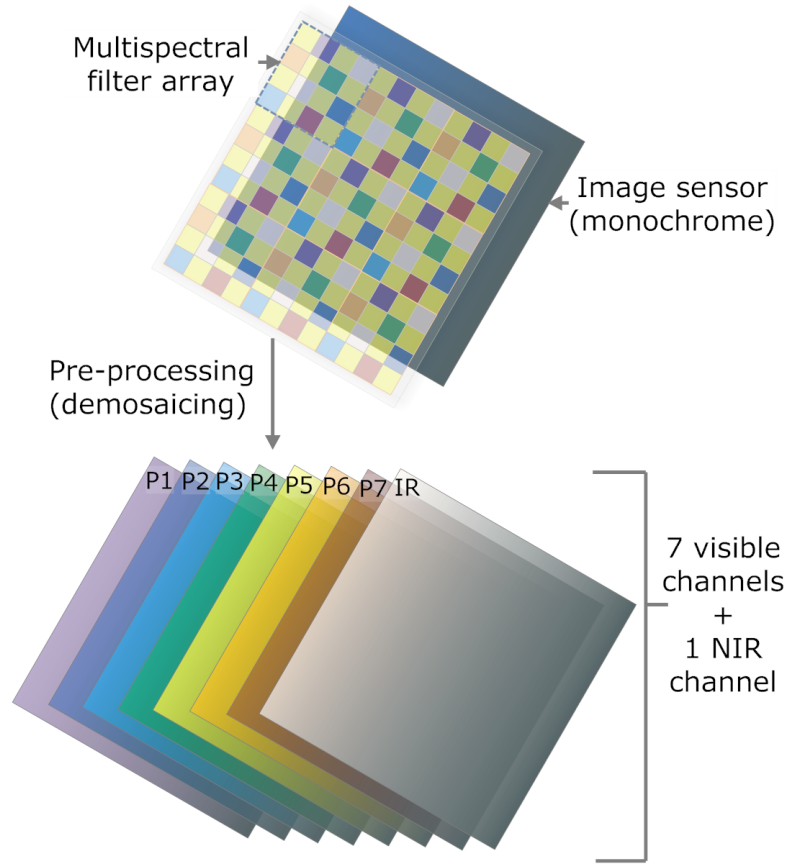 Multispectral
filter array
Image sensor
(monochrome)
Pre-processing
(demosaicing)
P1 P2 P3 P4 P5 P6 P7 IR
7 visible
channels
+
1 NIR
channel